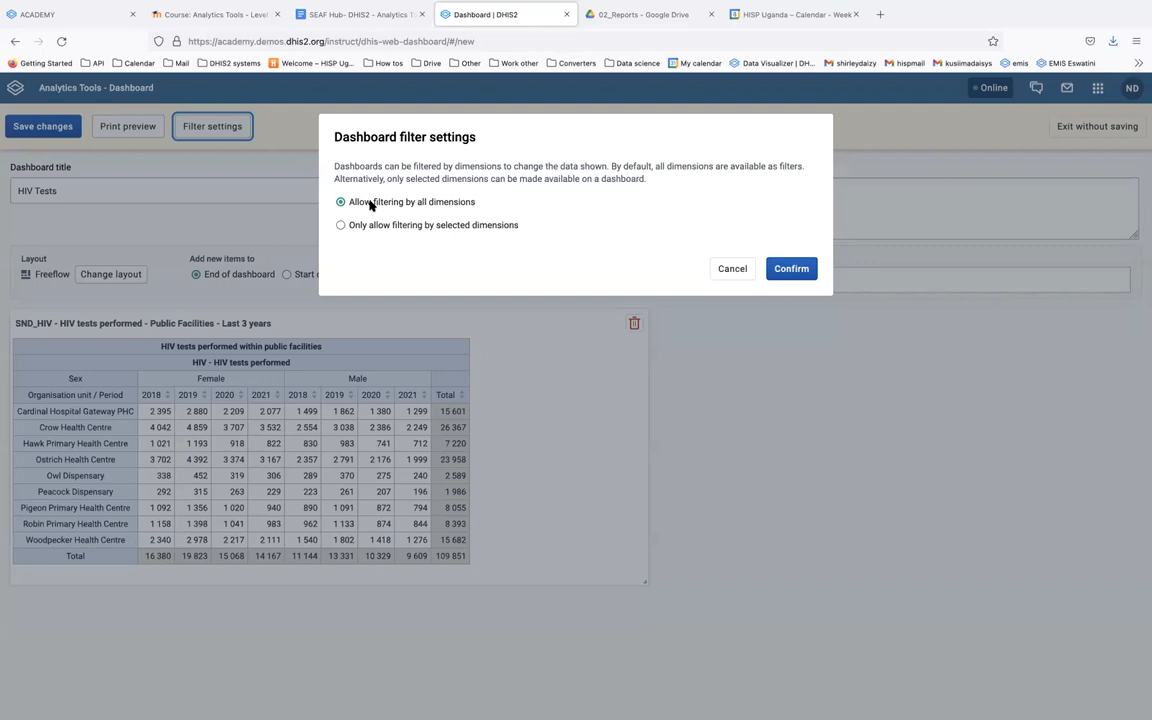 ACADEMY
Course: Analytics Tools – Level
SEAF Hub- DHIS2 - Analytics T
Dashboard | DHIS2
02_Reports – Google Drive
HISP Uganda – Calendar - Week
https://academy.demos.dhis2.org/instruct/dhis-web-dashboard/#/new
Getting Started
API
Calendar
Mail
DHIS2 systems
Welcome – HISP Ug...
How tos
Drive
Other
Work other
Converters
Data science
My calendar
Data Visualizer | DH...
shirleydaizy
hispmail
kusiimadaisys
emis
EMIS Eswatini
Analytics Tools - Dashboard
Online
ND
Save changes
Print preview
Filter settings
Exit without saving
Dashboard title
HIV Tests
Dashboard filter settings
Dashboards can be filtered by dimensions to change the data shown. By default, all dimensions are available as filters.
Alternatively, only selected dimensions can be made available on a dashboard.
Allow filtering by all dimensions
Only allow filtering by selected dimensions
Cancel
Confirm
Layout
Freeflow
Change layout
Add new items to
End of dashboard
Start
SND_HIV - HIV tests performed - Public Facilities - Last 3 years
HIV tests performed within public facilities
HIV - HIV tests performed
Sex Female Male
Organisation unit / Period 2018 2019 2020 2021 2018 2019 2020 2021 Total
Cardinal Hospital Gateway PHC 2 395 2 880 2 209 2 077 1 499 1 862 1 380 1 299 15 601
Crow Health Centre 4 042 4 859 3 707 3 532 2 554 3 038 2 386 2 249 26 367
Hawk Primary Health Centre 1 021 1 193 918 822 830 983 741 712 7 220
Ostrich Health Centre 3 702 4 392 3 374 3 167 2 357 2 791 2 176 1 999 23 958
Owl Dispensary 338 452 319 306 289 370 275 240 2 589
Peacock Dispensary 292 315 263 229 223 261 207 196 1 986
Pigeon Primary Health Centre 1 092 1 356 1 020 940 890 1 091 872 794 8 055
Robin Primary Health Centre 1 158 1 398 1 041 983 962 1 133 874 844 8 393
Woodpecker Health Centre 2 340 2 978 2 217 2 111 1 540 1 802 1 418 1 276 15 682
Total 16 380 19 823 15 068 14 167 11 144 13 331 10 329 9 609 109 851